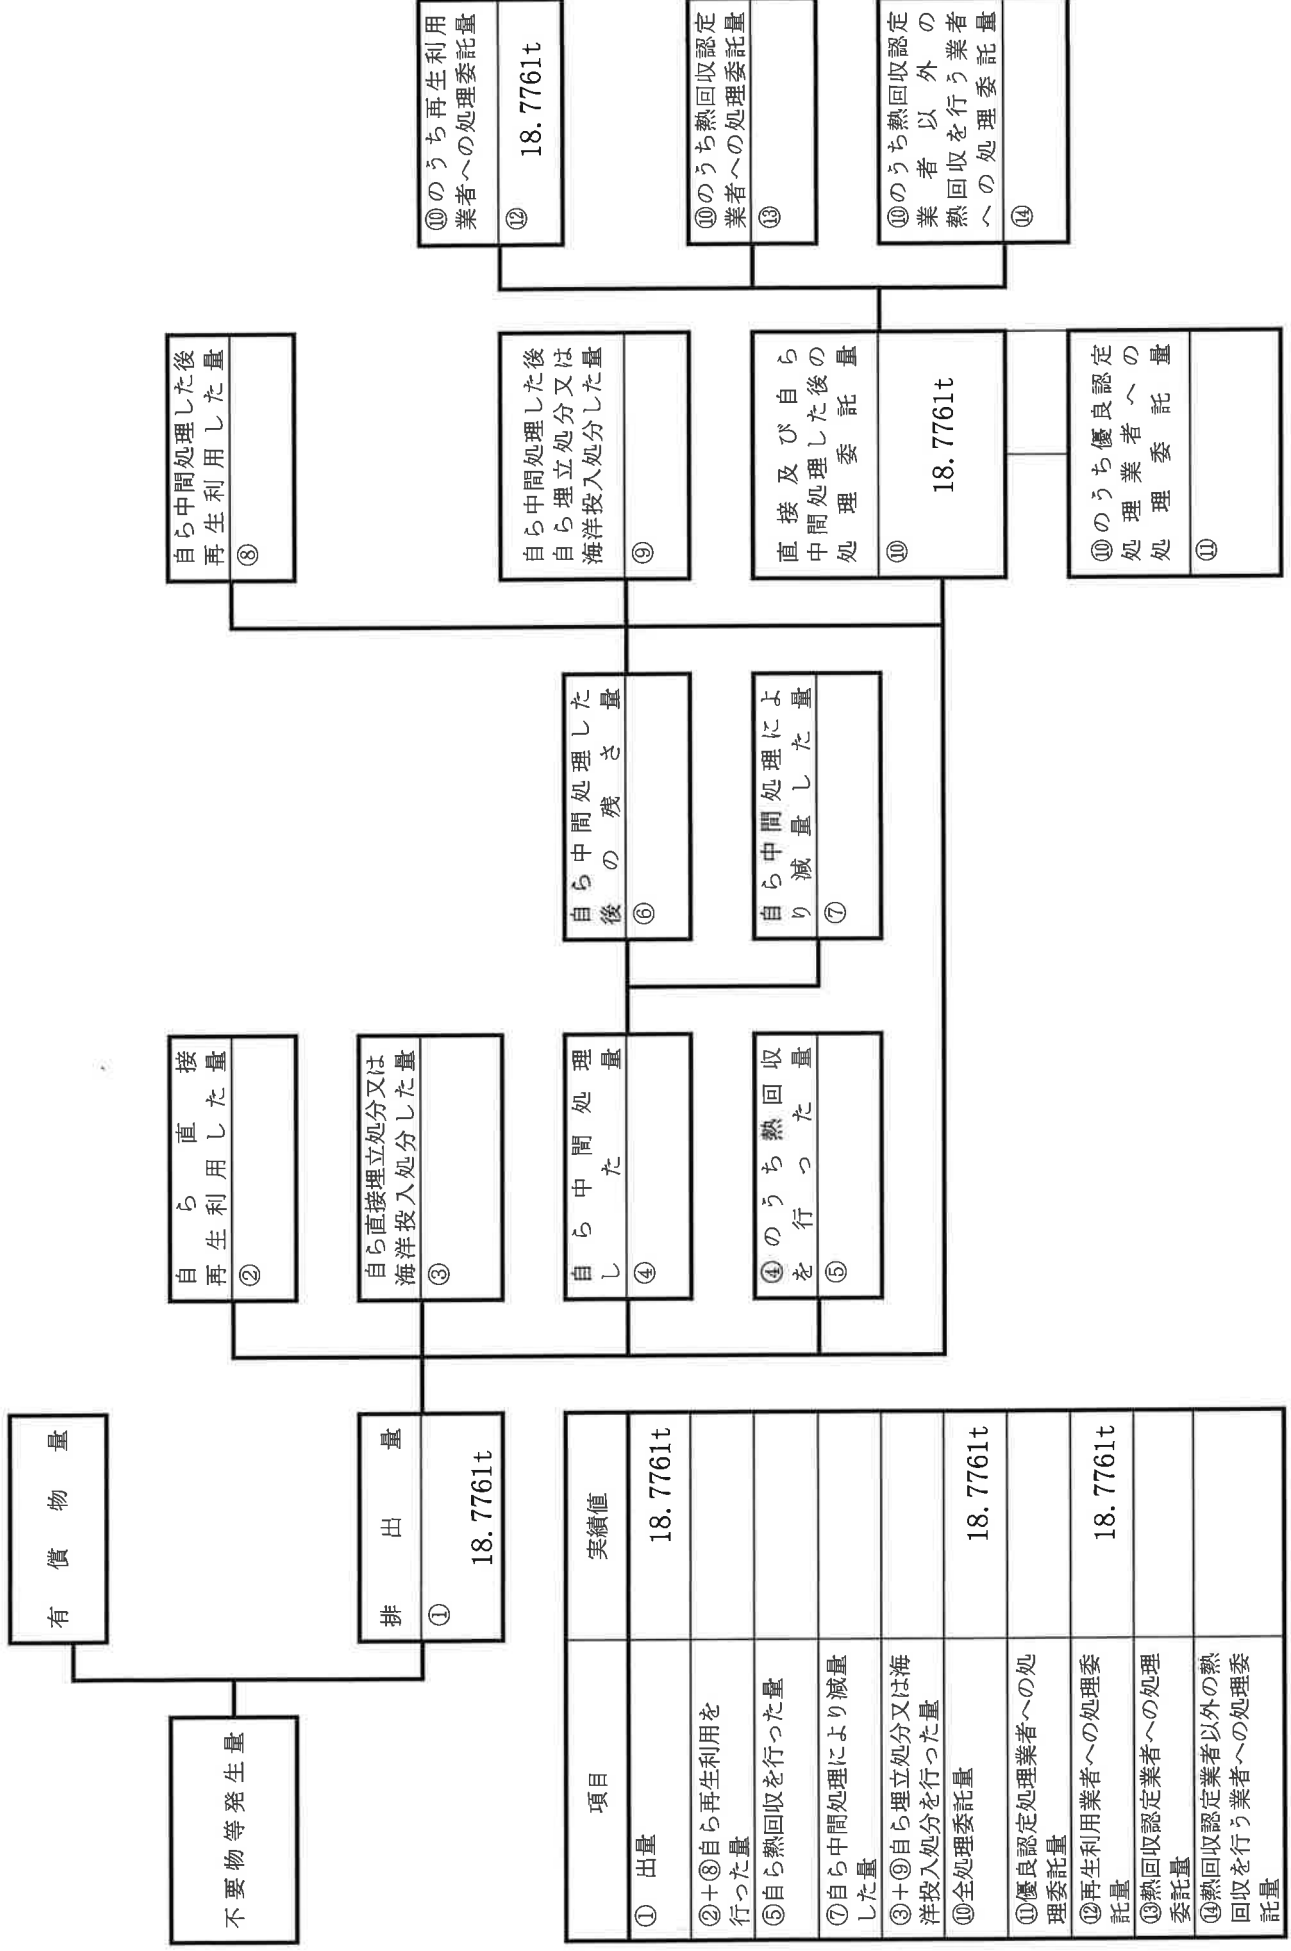 不要物等発生量
有償物量
排出量
①
18.7761t
自ら直接
再生利用した量
②
自ら直接埋立処分又は
海洋投入処分した量
③
自ら中間処理
した量
④
④のうち熱回収
を行った量
⑤
自ら中間処理した
後の残さ量
⑥
自ら中間処理によ
り減量した量
⑦
自ら中間処理した後
再生利用した量
⑧
自ら中間処理した後
自ら埋立処分又は
海洋投入処分した量
⑨
直接及び自ら
中間処理した後の
処理委託量
⑩
18.7761t
⑩のうち優良認定
処理業者への
処理委託量
⑪
⑩のうち再生利用
業者への処理委託量
⑫
18.7761t
⑩のうち熱回収認定
業者への処理委託量
⑬
⑩のうち熱回収認定
業者以外の
熱回収を行う業者
への処理委託量
⑭
項目 実績値
① 出量 18.7761t
②+⑧自ら再生利用を
行った量
⑤自ら熱回収を行った量
⑦自ら中間処理により減量
した量
③+⑨自ら埋立処分又は海
洋投入処分を行った量
⑩全処理委託量 18.7761t
⑪優良認定処理業者への処
理委託量
⑫再生利用業者への処理委
託量 18.7761t
⑬熱回収認定業者への処理
委託量
⑭熱回収認定業者以外の熱
回収を行う業者への処理委
託量